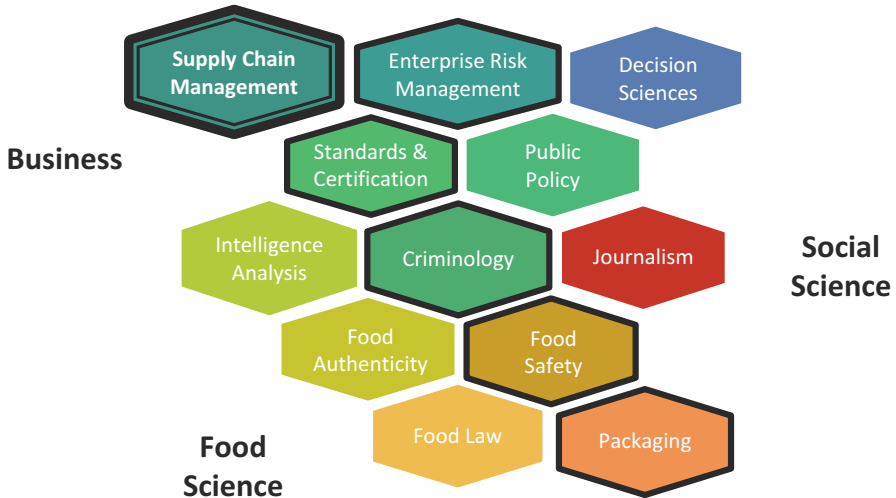 Supply Chain
Management
Enterprise Risk
Management
Decision
Sciences
Business
Standards &
Certification
Public
Policy
Intelligence
Analysis
Criminology
Journalism
Social
Science
Food
Authenticity
Food
Safety
Food Law
Packaging
Food
Science